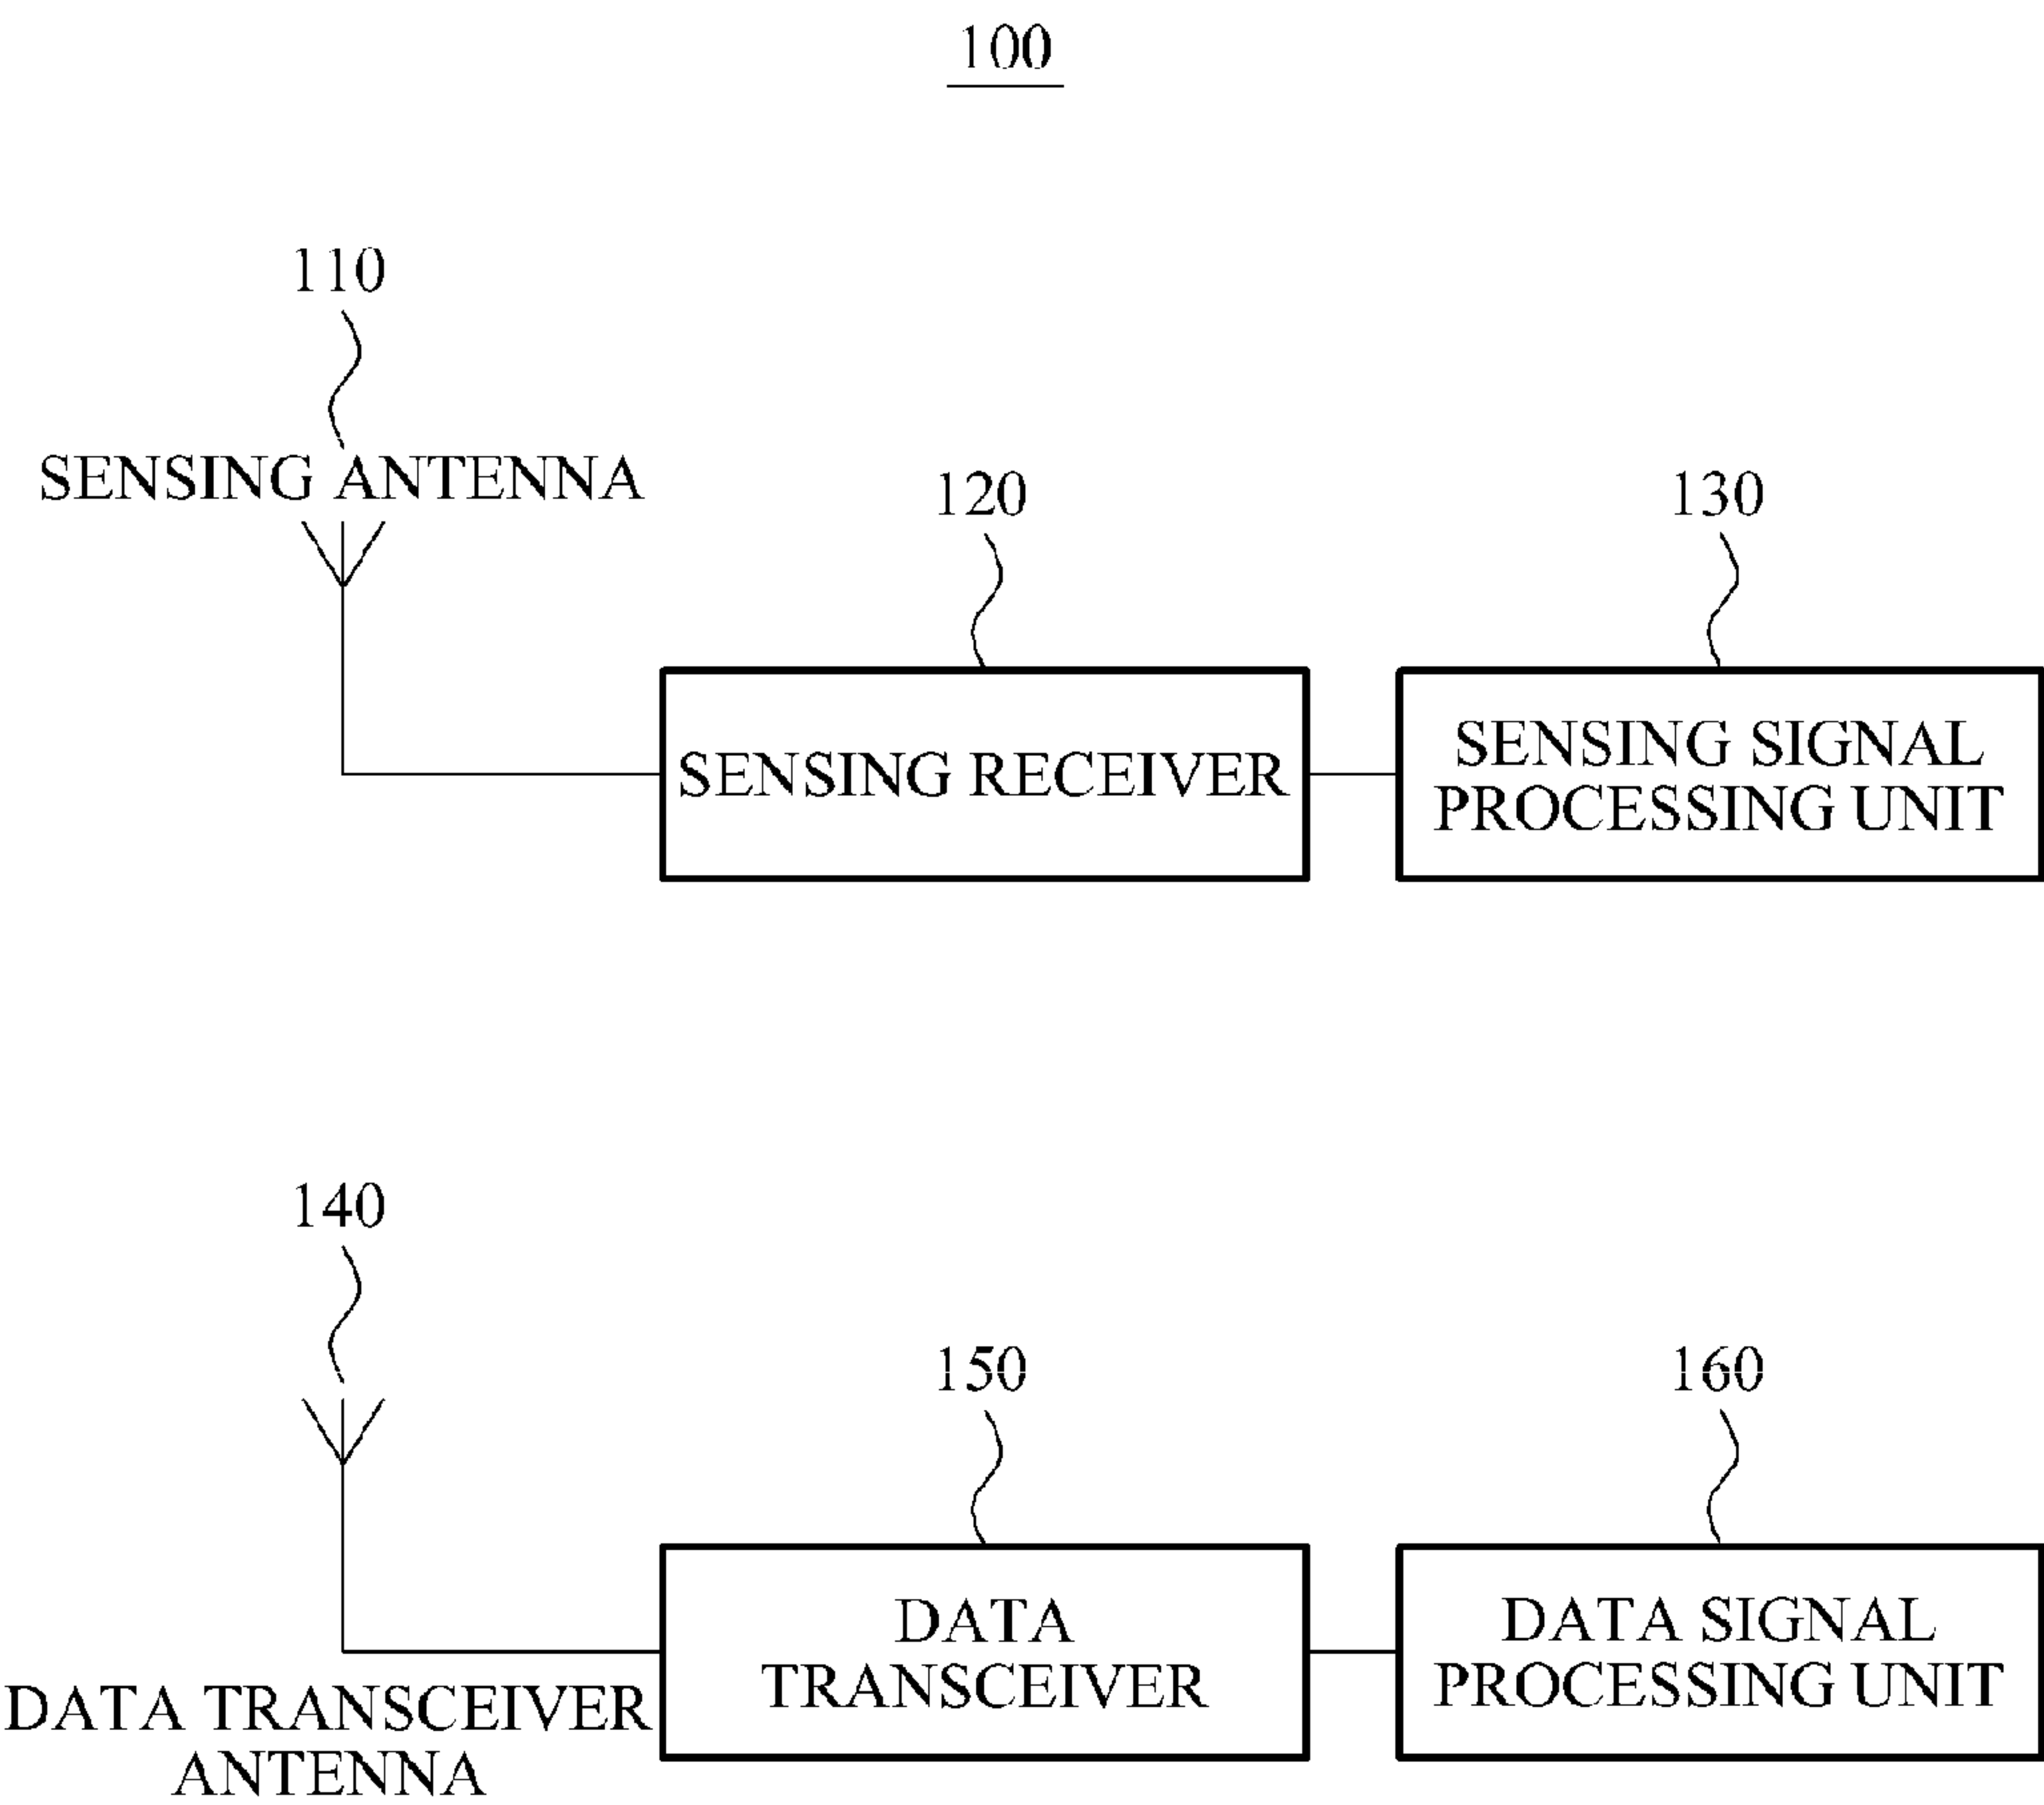 100
110
SENSING ANTENNA
120
130
SENSING RECEIVER
SENSING SIGNAL
PROCESSING UNIT
140
150
160
DATA
TRANSCEIVER
DATA SIGNAL
PROCESSING UNIT
DATA TRANSCEIVER
ANTENNA